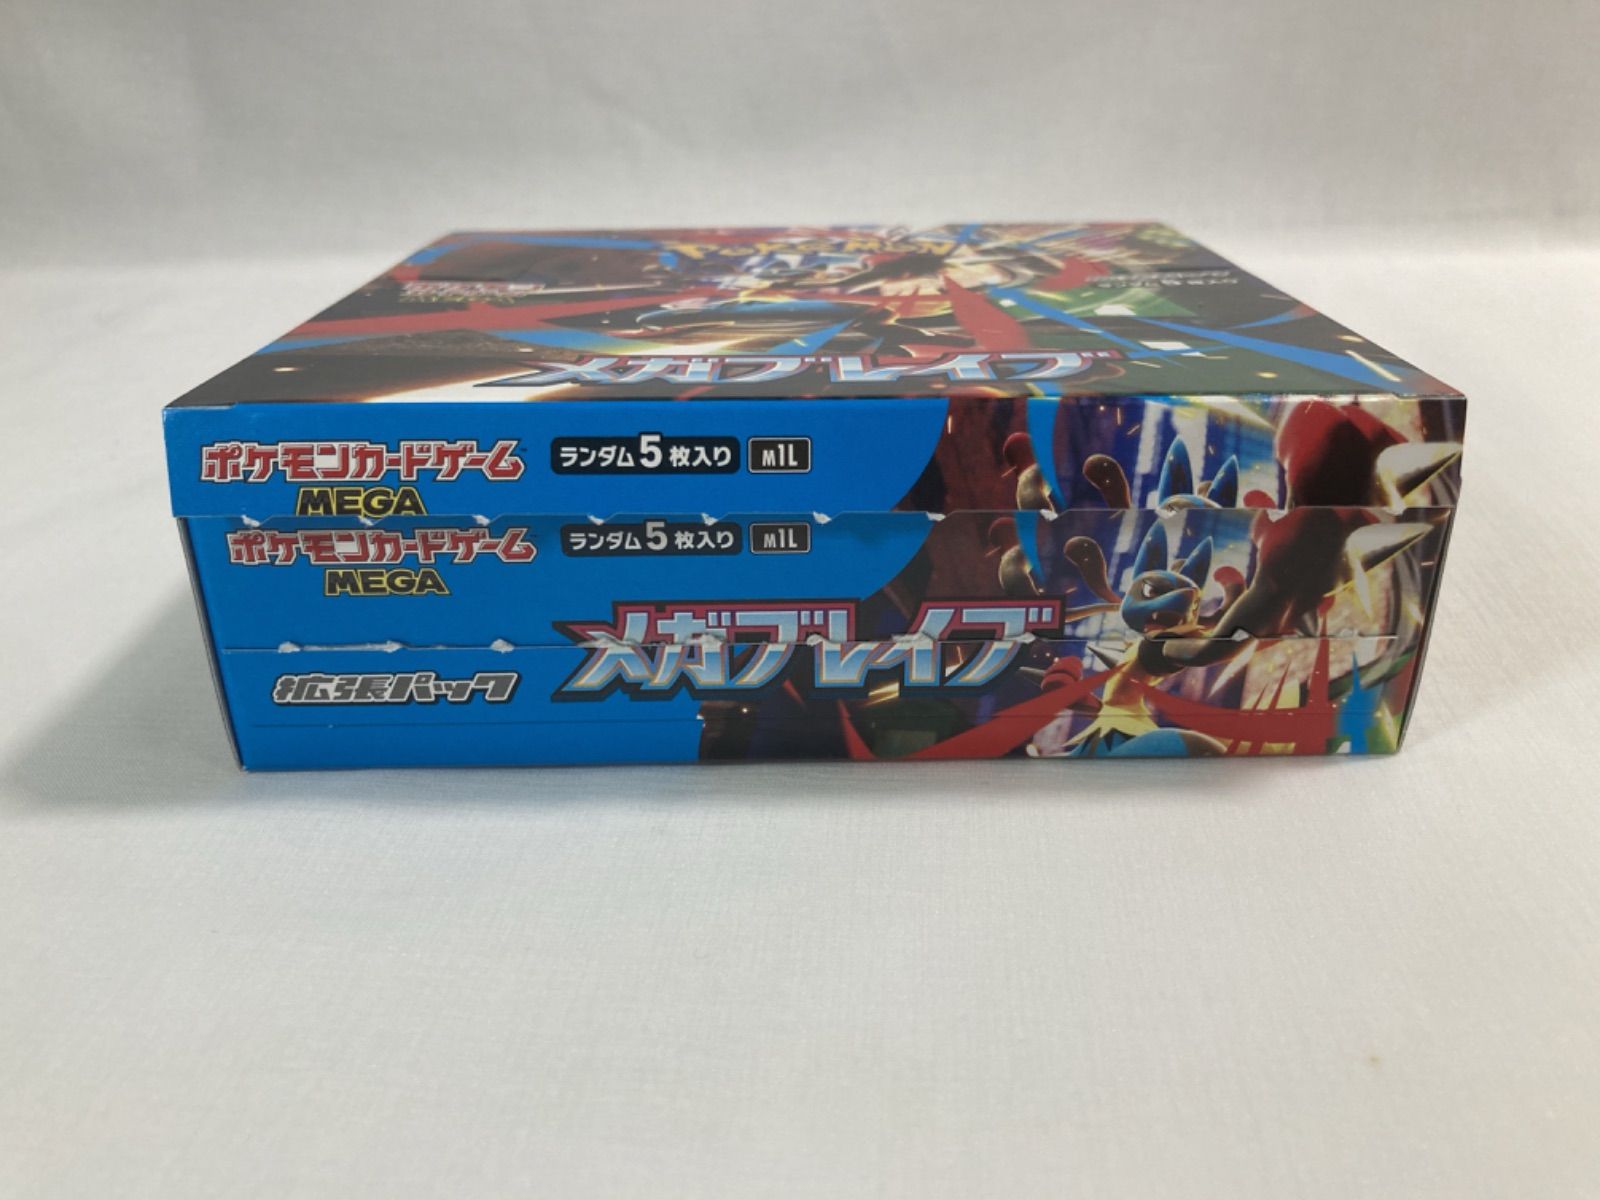 Pokémon
メガブレイブ
ポケモンカードゲーム
MEGA
ランダム5枚入り
M1L
ポケモンカードゲーム
MEGA
ランダム5枚入り
M1L
メガブレイブ
拡張パック